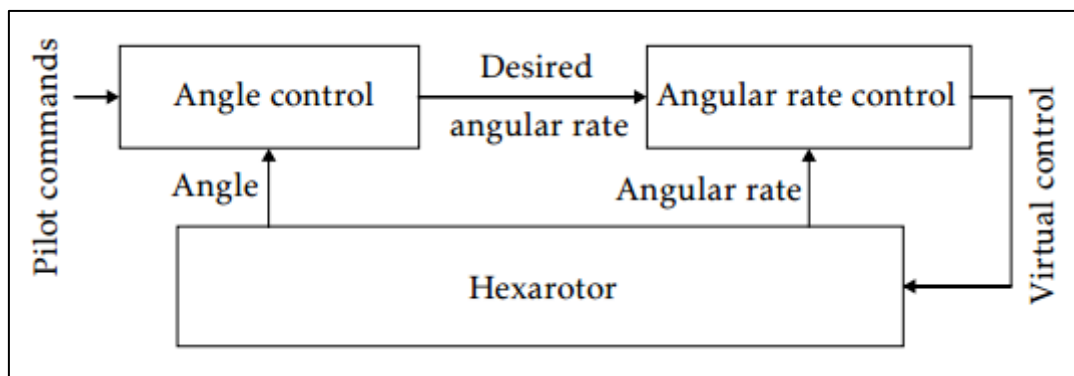 Pilot commands
Angle control
Desired
angular rate
Angular rate control
Virtual control
Angle
Angular rate
Hexarotor